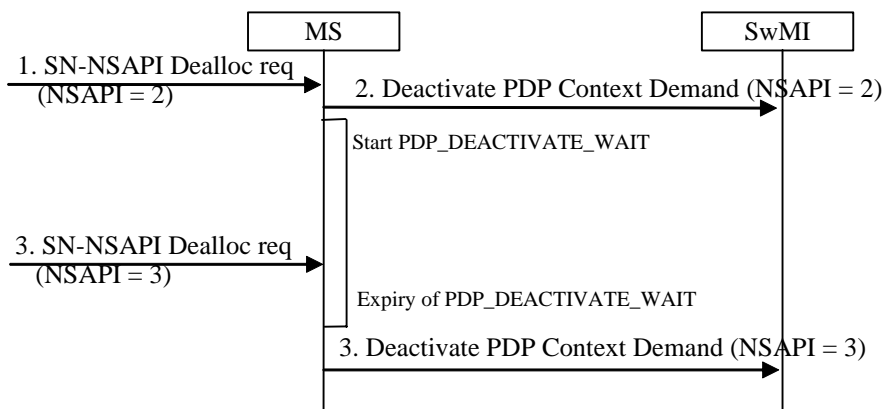 MS
SwMI
1. SN-NSAPI Dealloc req
(NSAPI = 2)
2. Deactivate PDP Context Demand (NSAPI = 2)
Start PDP_DEACTIVATE_WAIT
3. SN-NSAPI Dealloc req
(NSAPI = 3)
Expiry of PDP_DEACTIVATE_WAIT
3. Deactivate PDP Context Demand (NSAPI = 3)